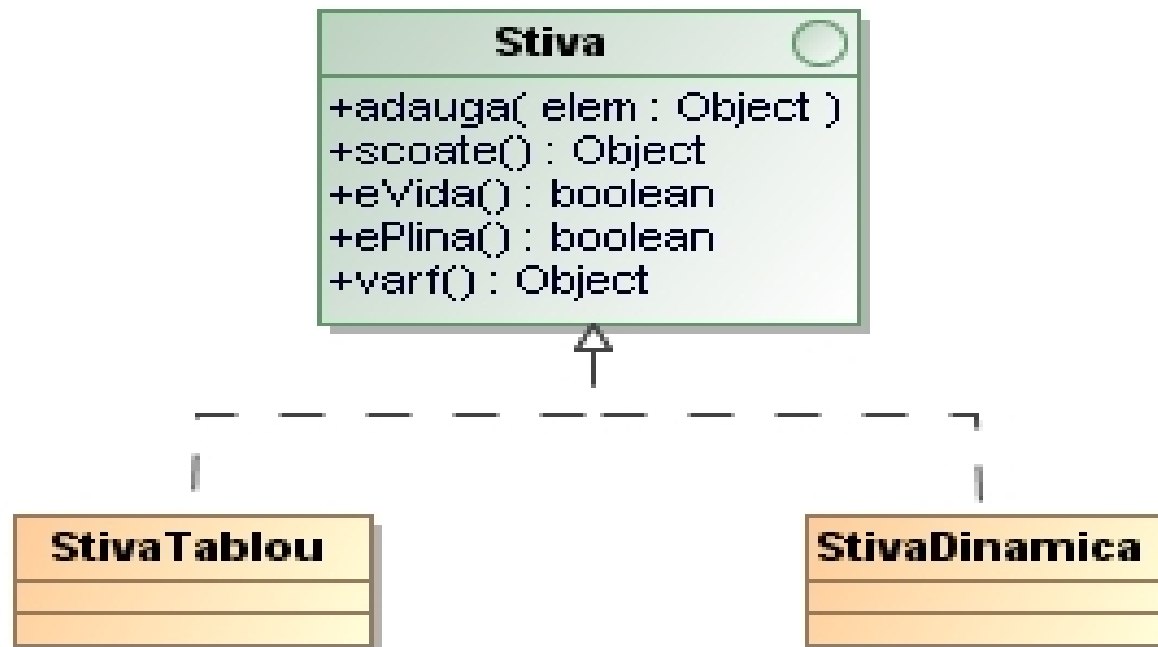 Stiva
+adauga( elem : Object )
+scoate() : Object
+eVida() : boolean
+ePlina() : boolean
+varf() : Object
StivaTablou
StivaDinamica